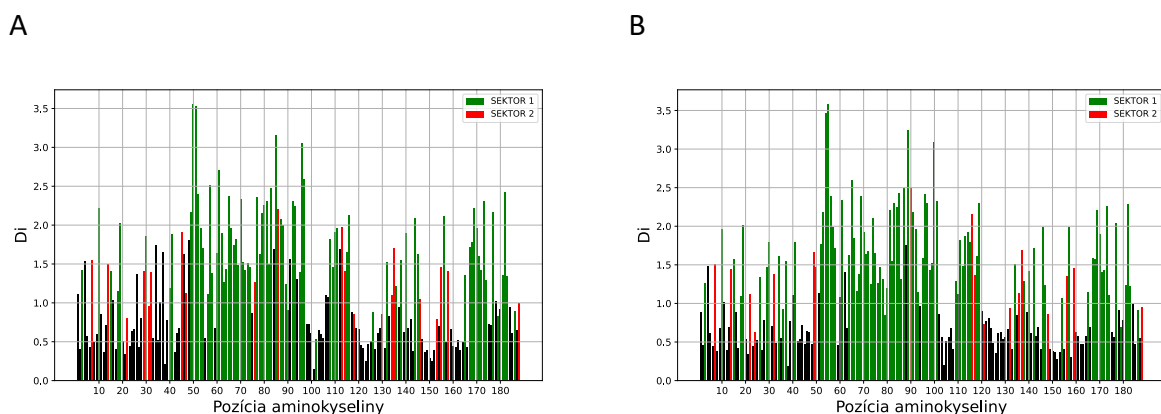 A
B
3,5
3,0
2,5
2,0
1,5
1,0
0.5
0.0
Di
10 20 30 40 50 60 70 80 90 100 110 120 130 140 150 160 170 180
Pozícia aminokyseliny
SEKTOR 1
SEKTOR 2
3.5
3.0
2.5
2.0
1.5
1.0
0.5
0.0
Di
10 20 30 40 50 60 70 80 90 100 110 120 130 140 150 160 170 180
Pozícia aminokyseliny
SEKTOR 1
SEKTOR 2